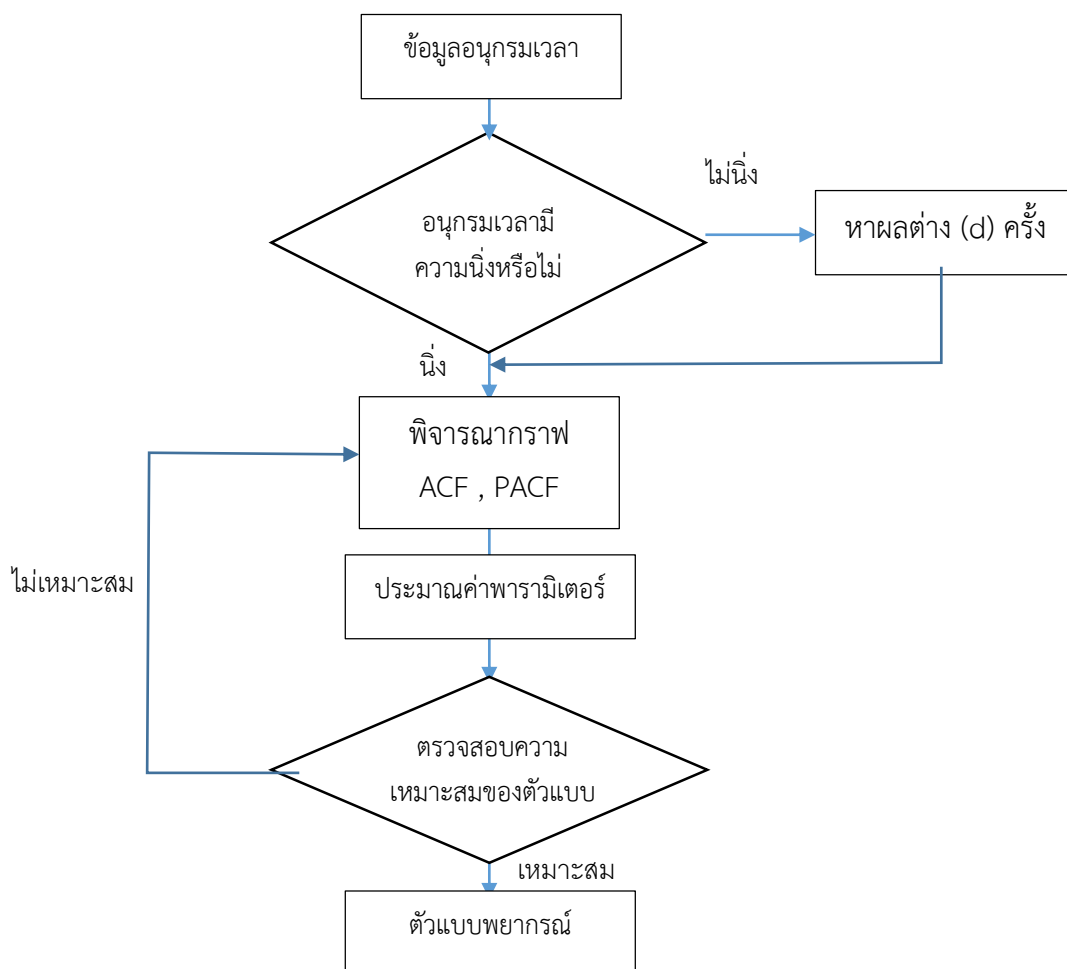 ข้อมูลอนุกรมเวลา
ไม่นิ่ง
อนุกรมเวลามี
ความนิ่งหรือไม่
หาผลต่าง (d) ครั้ง
นิ่ง
พิจารณากราฟ
ACF , PACF
ไม่เหมาะสม
ประมาณค่าพารามิเตอร์
ตรวจสอบความ
เหมาะสมของตัวแบบ
เหมาะสม
ตัวแบบพยากรณ์